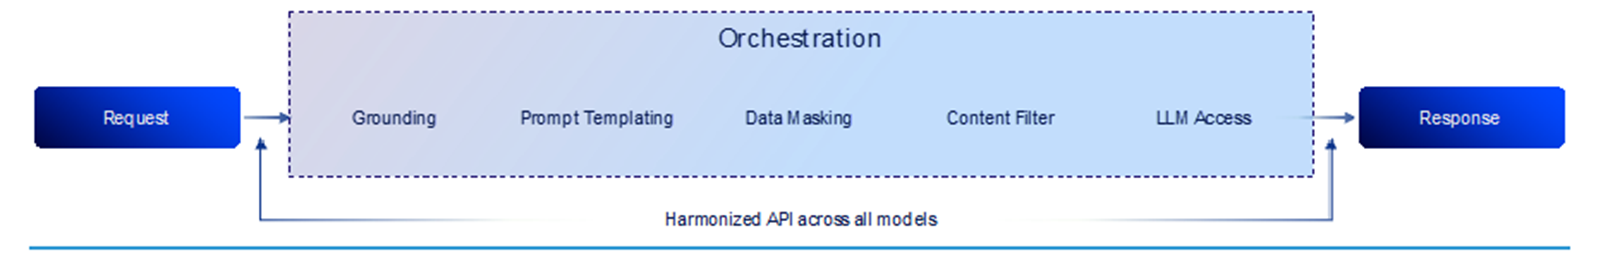 Orchestration
Request
Grounding
Prompt Templating
Data Masking
Content Filter
LLM Access
Response
Harmonized API across all models